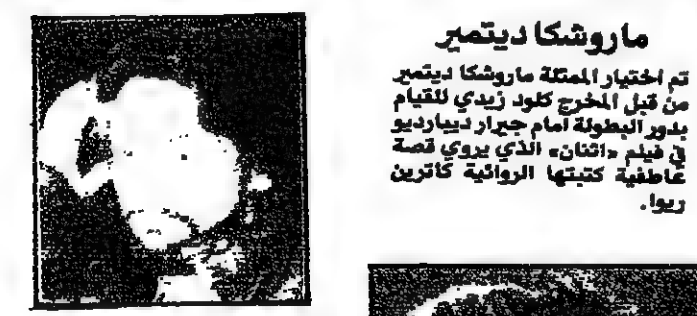 ماروشكا ديتمير
تم اختيار الممثلة ماروشكا ديتمير
من قبل المخرج كلود زيدي للقيام
بدور البطولة امام جيرار ديبارديو
في فيلم «اثنان» الذي يروي قصة
عاطفية كتبتها الروائية كاترين
ريوا.